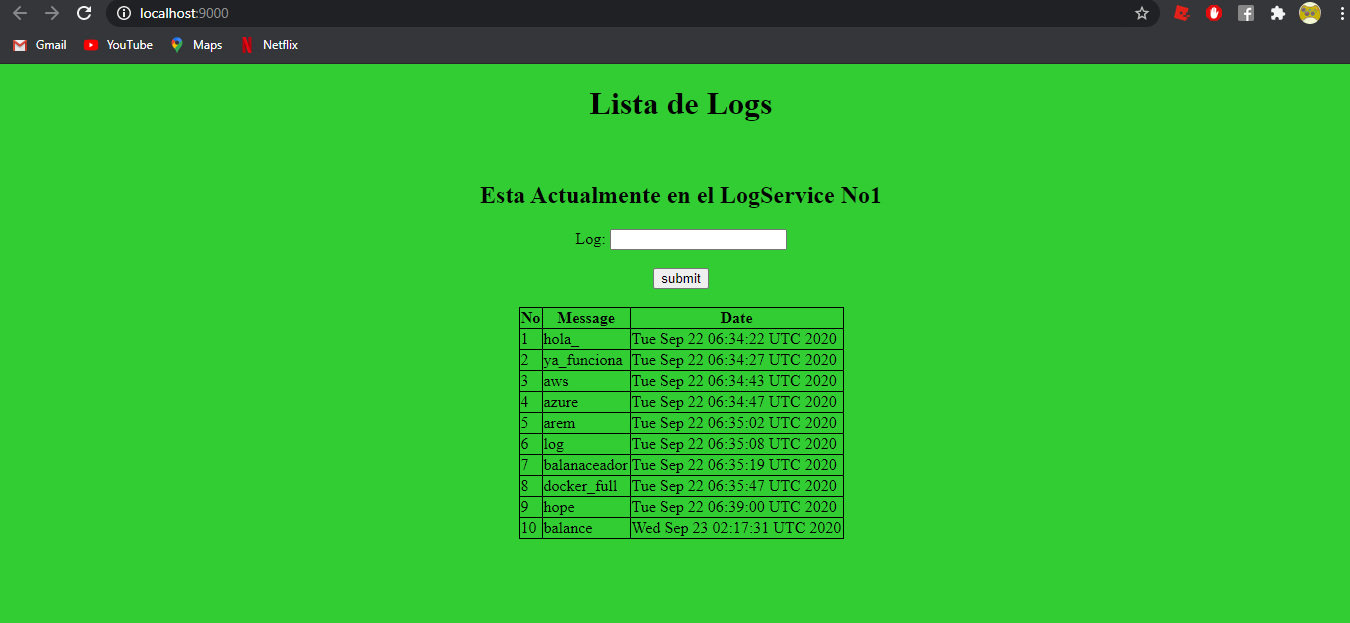 localhost:9000
Gmail YouTube Maps Netflix
Lista de Logs
Esta Actualmente en el LogService No1
Log:
submit
No Message Date
1 hola_ Tue Sep 22 06:34:22 UTC 2020
2 ya_funciona Tue Sep 22 06:34:27 UTC 2020
3 aws Tue Sep 22 06:34:43 UTC 2020
4 azure Tue Sep 22 06:34:47 UTC 2020
5 arem Tue Sep 22 06:35:02 UTC 2020
6 log Tue Sep 22 06:35:08 UTC 2020
7 balanaceador Tue Sep 22 06:35:19 UTC 2020
8 docker_full Tue Sep 22 06:35:47 UTC 2020
9 hope Tue Sep 22 06:39:00 UTC 2020
10 balance Wed Sep 23 02:17:31 UTC 2020